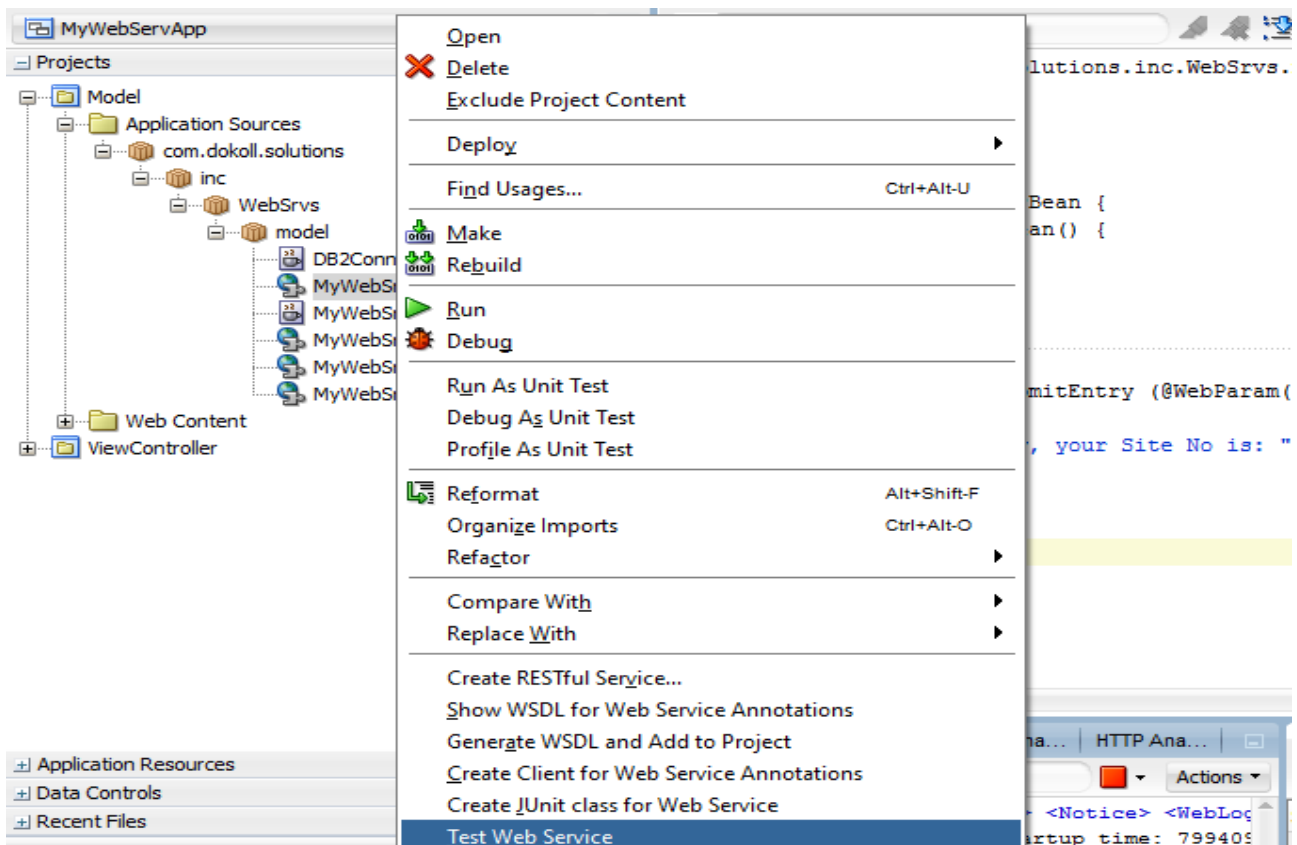 MyWebServApp
Projects
Model
Application Sources
com.dokoll.solutions
inc
WebSrvs
model
DB2Conn
MyWebS
MyWebS
MyWebS
MyWebS
MyWebS
Web Content
ViewController
Application Resources
Data Controls
Recent Files
Open
Delete
Exclude Project Content
Deploy
Find Usages... Ctrl+Alt-U
Make
Rebuild
Run
Debug
Run As Unit Test
Debug As Unit Test
Profile As Unit Test
Reformat Alt+Shift-F
Organize Imports Ctrl+Alt-O
Refactor
Compare With
Replace With
Create RESTful Service...
Show WSDL for Web Service Annotations
Generate WSDL and Add to Project
Create Client for Web Service Annotations
Create JUnit class for Web Service
Test Web Service
lutions.inc.WebSrvs.
Bean {
an() {
mitEntry (@WebParam(
, your Site No is: "
na... HTTP Ana...
Actions
> <Notice> <WebLog
artup time: 799409